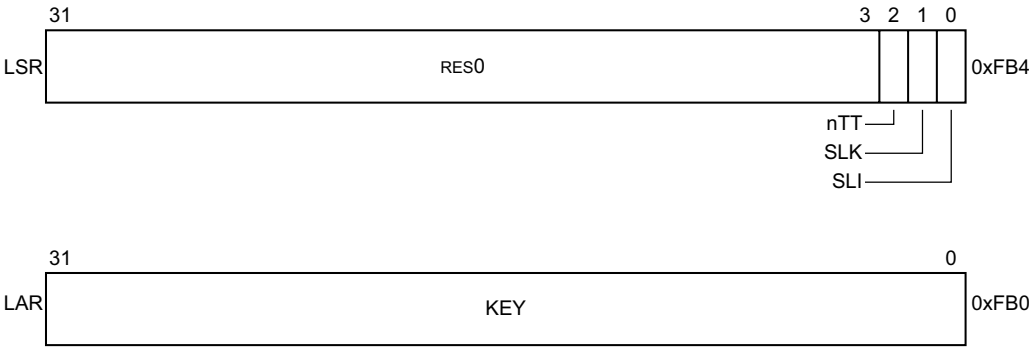 31 3 2 1 0
LSR RES0 0xFB4
nTT
SLK
SLI
31 0
LAR KEY 0xFB0